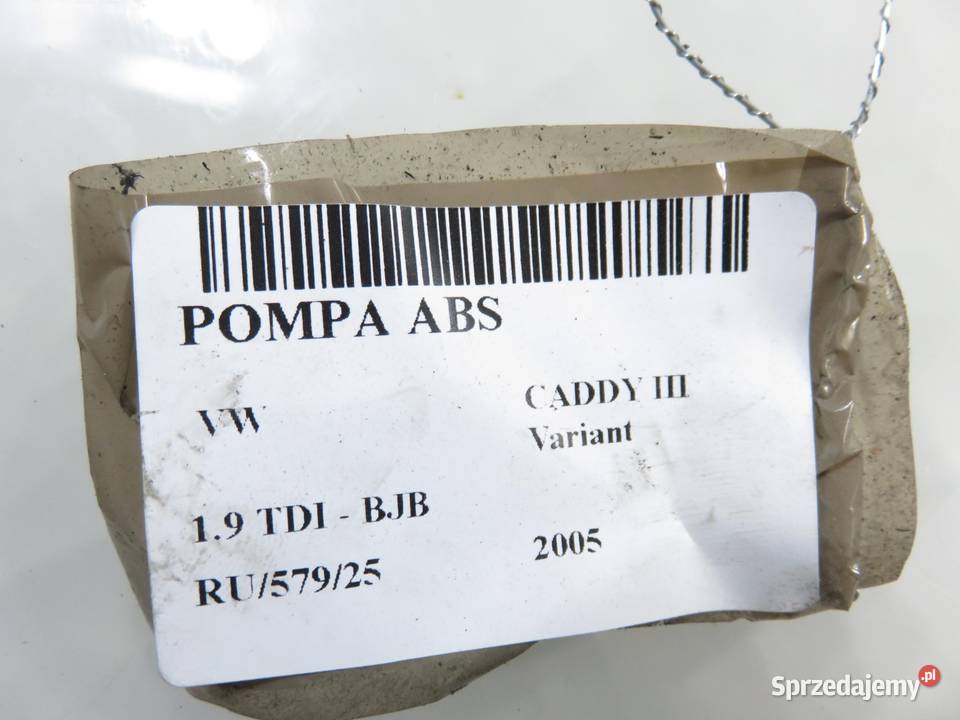 POMPA ABS
VW
CADDY III
Variant
1.9 TDI - BJB
2005
RU/579/25
Sprzedajemy.pl